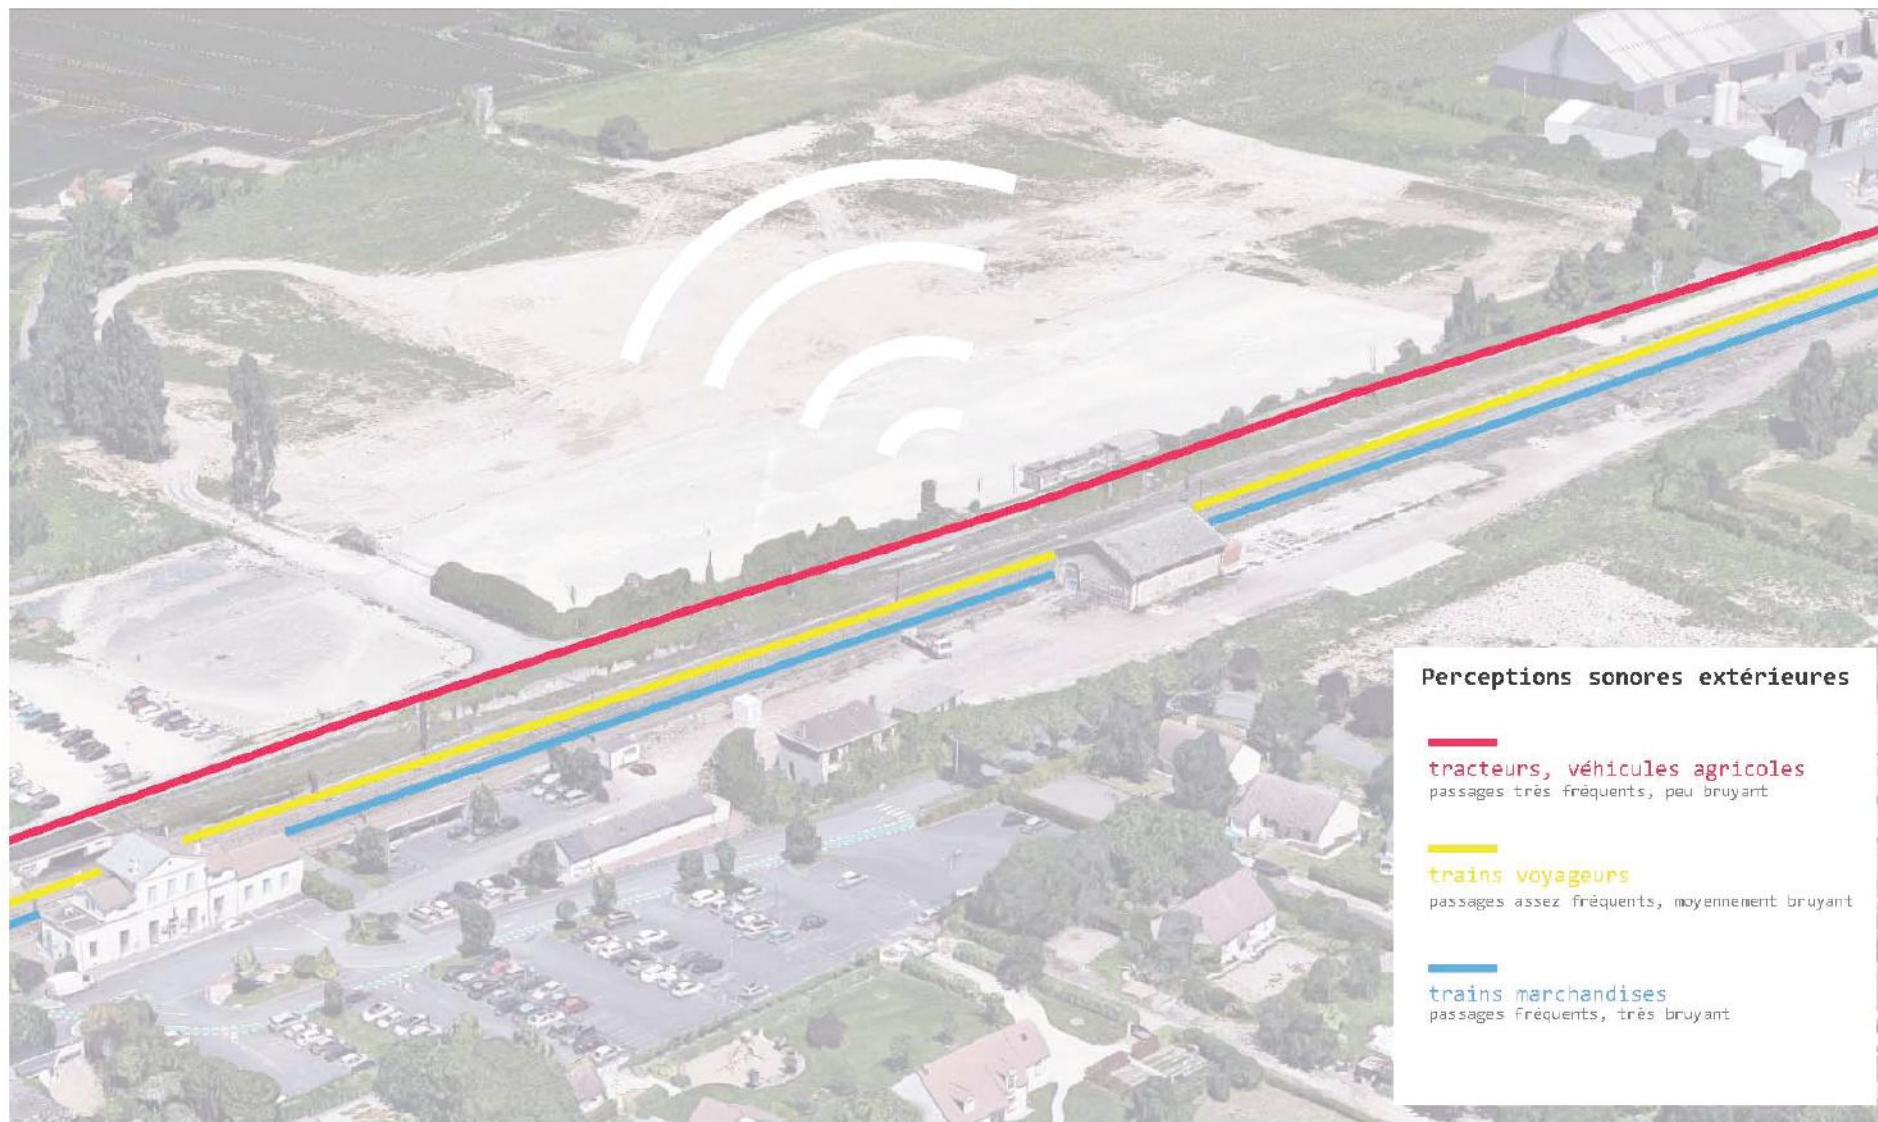 Perceptions sonores extérieures
tracteurs, véhicules agricoles
passages très fréquents, peu bruyant
trains voyageurs
passages assez fréquents, moyennement bruyant
trains marchandises
passages fréquents, très bruyant